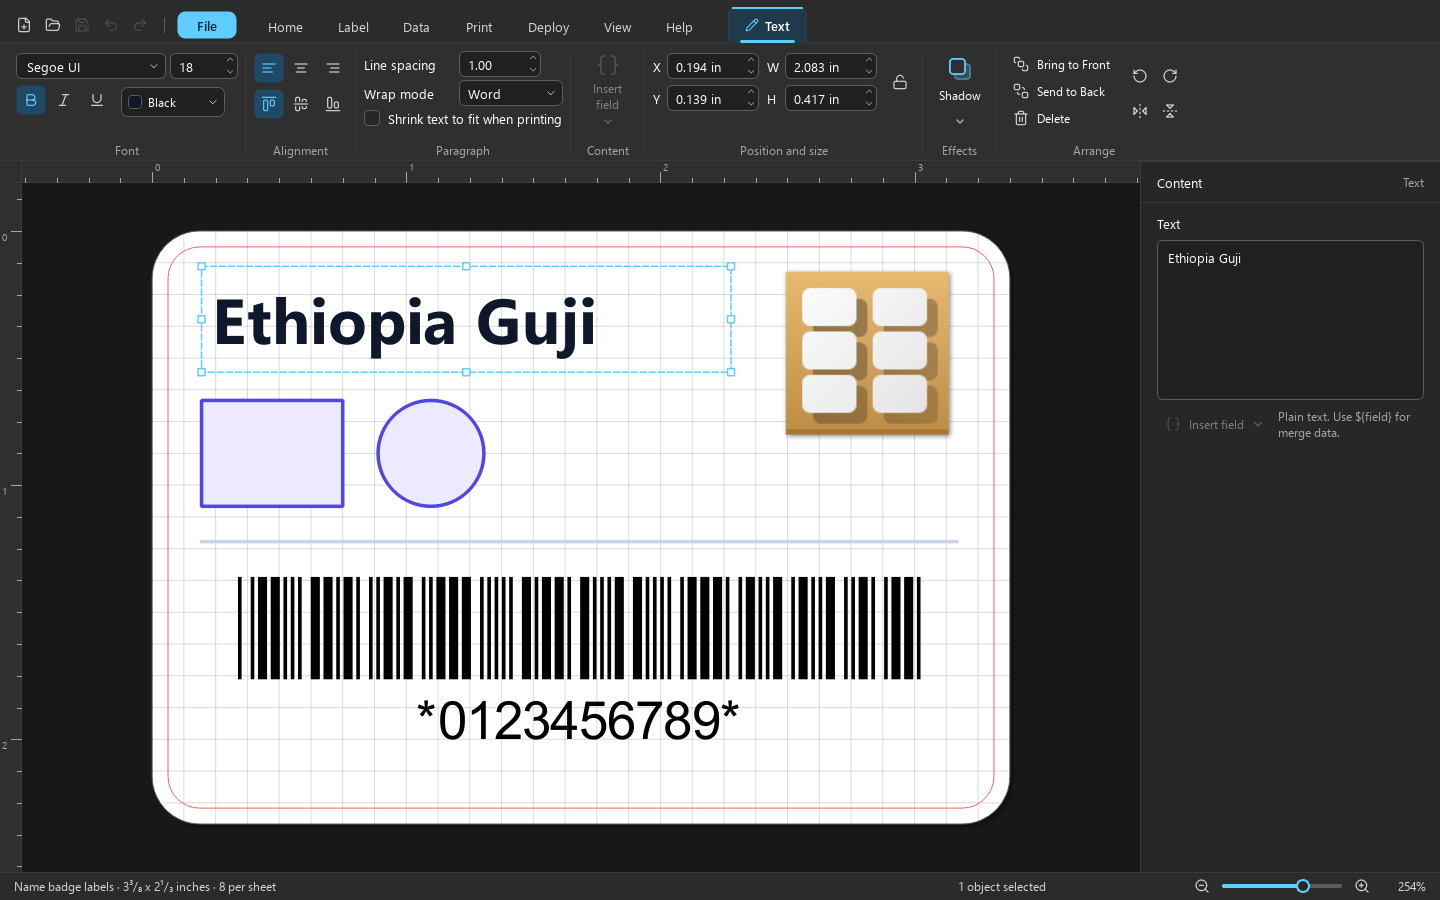 File
Home
Label
Data
Print
Deploy
View
Help
Text
Segoe UI
18
Black
Font
Alignment
Line spacing
1.00
Wrap mode
Word
Shrink text to fit when printing
Paragraph
Insert
field
Content
X 0.194 in W 2.083 in
Y 0.139 in H 0.417 in
Position and size
Shadow
Effects
Bring to Front
Send to Back
Delete
Arrange
0 1 2 3
0
1
2
Ethiopia Guji
*0123456789*
Content Text
Text
Ethiopia Guji
Insert field
Plain text. Use ${field} for
merge data.
Name badge labels · 3³/₈ x 2¹/₃ inches · 8 per sheet
1 object selected
254%